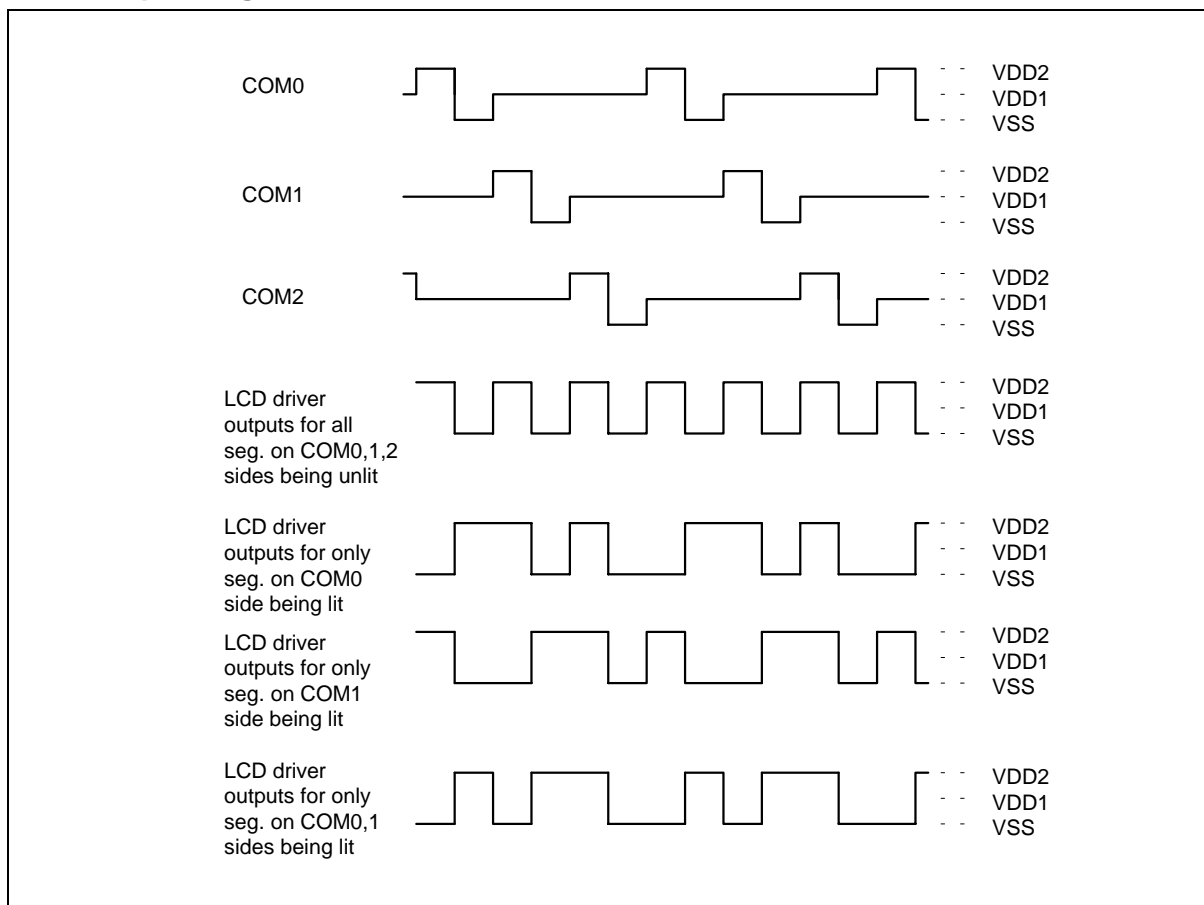 COM0
VDD2
VDD1
VSS
COM1
VDD2
VDD1
VSS
COM2
VDD2
VDD1
VSS
LCD driver
outputs for all
seg. on COM0,1,2
sides being unlit
VDD2
VDD1
VSS
LCD driver
outputs for only
seg. on COM0
side being lit
VDD2
VDD1
VSS
LCD driver
outputs for only
seg. on COM1
side being lit
VDD2
VDD1
VSS
LCD driver
outputs for only
seg. on COM0,1
sides being lit
VDD2
VDD1
VSS